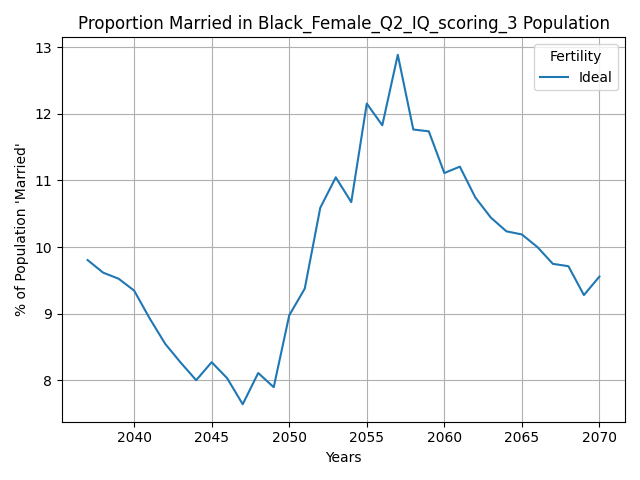 Proportion Married in Black_Female_Q2_IQ_scoring_3 Population
Fertility
Ideal
% of Population 'Married'
13
12
11
10
9
8
2040 2045 2050 2055 2060 2065 2070
Years